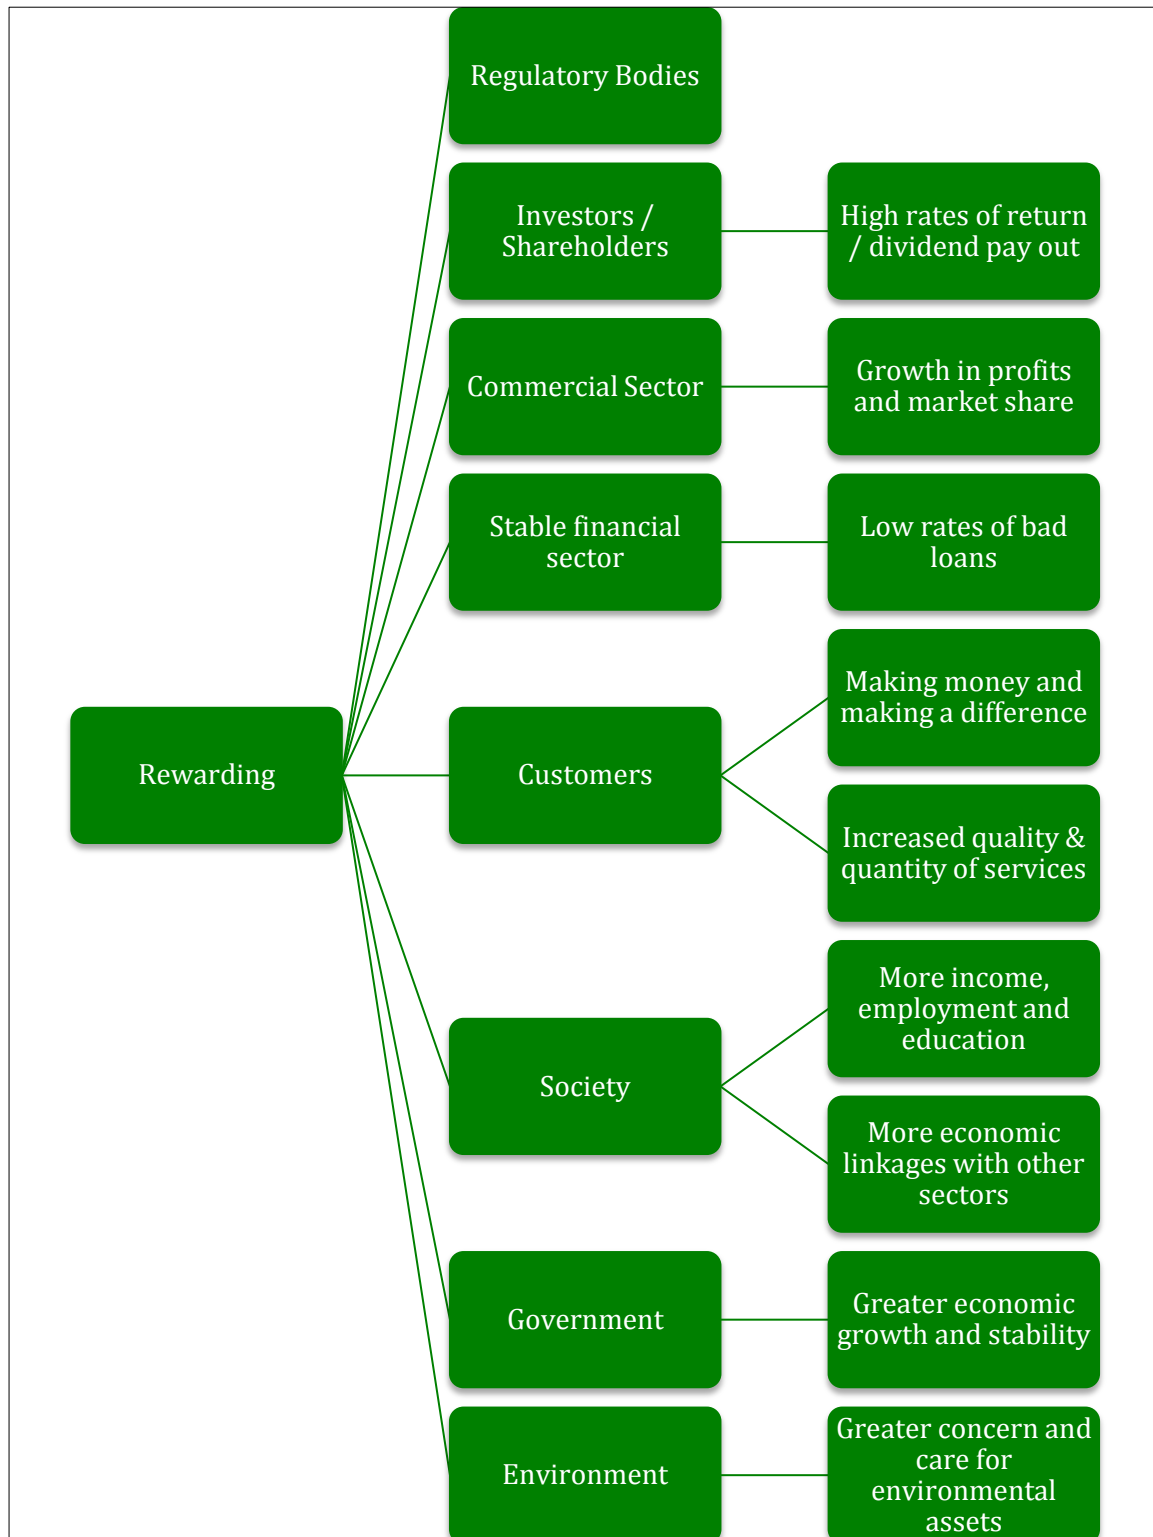 Regulatory Bodies
Investors /
Shareholders
High rates of return
/ dividend pay out
Commercial Sector
Growth in profits
and market share
Stable financial
sector
Low rates of bad
loans
Rewarding
Customers
Making money and
making a difference
Increased quality &
quantity of services
Society
More income,
employment and
education
More economic
linkages with other
sectors
Government
Greater economic
growth and stability
Environment
Greater concern and
care for
environmental
assets